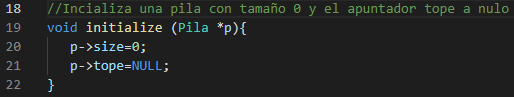 18 //Incializa una pila con tamaño 0 y el apuntador tope a nulo
19 void initialize (Pila *p){
20 p->size=0;
21 p->tope=NULL;
22 }